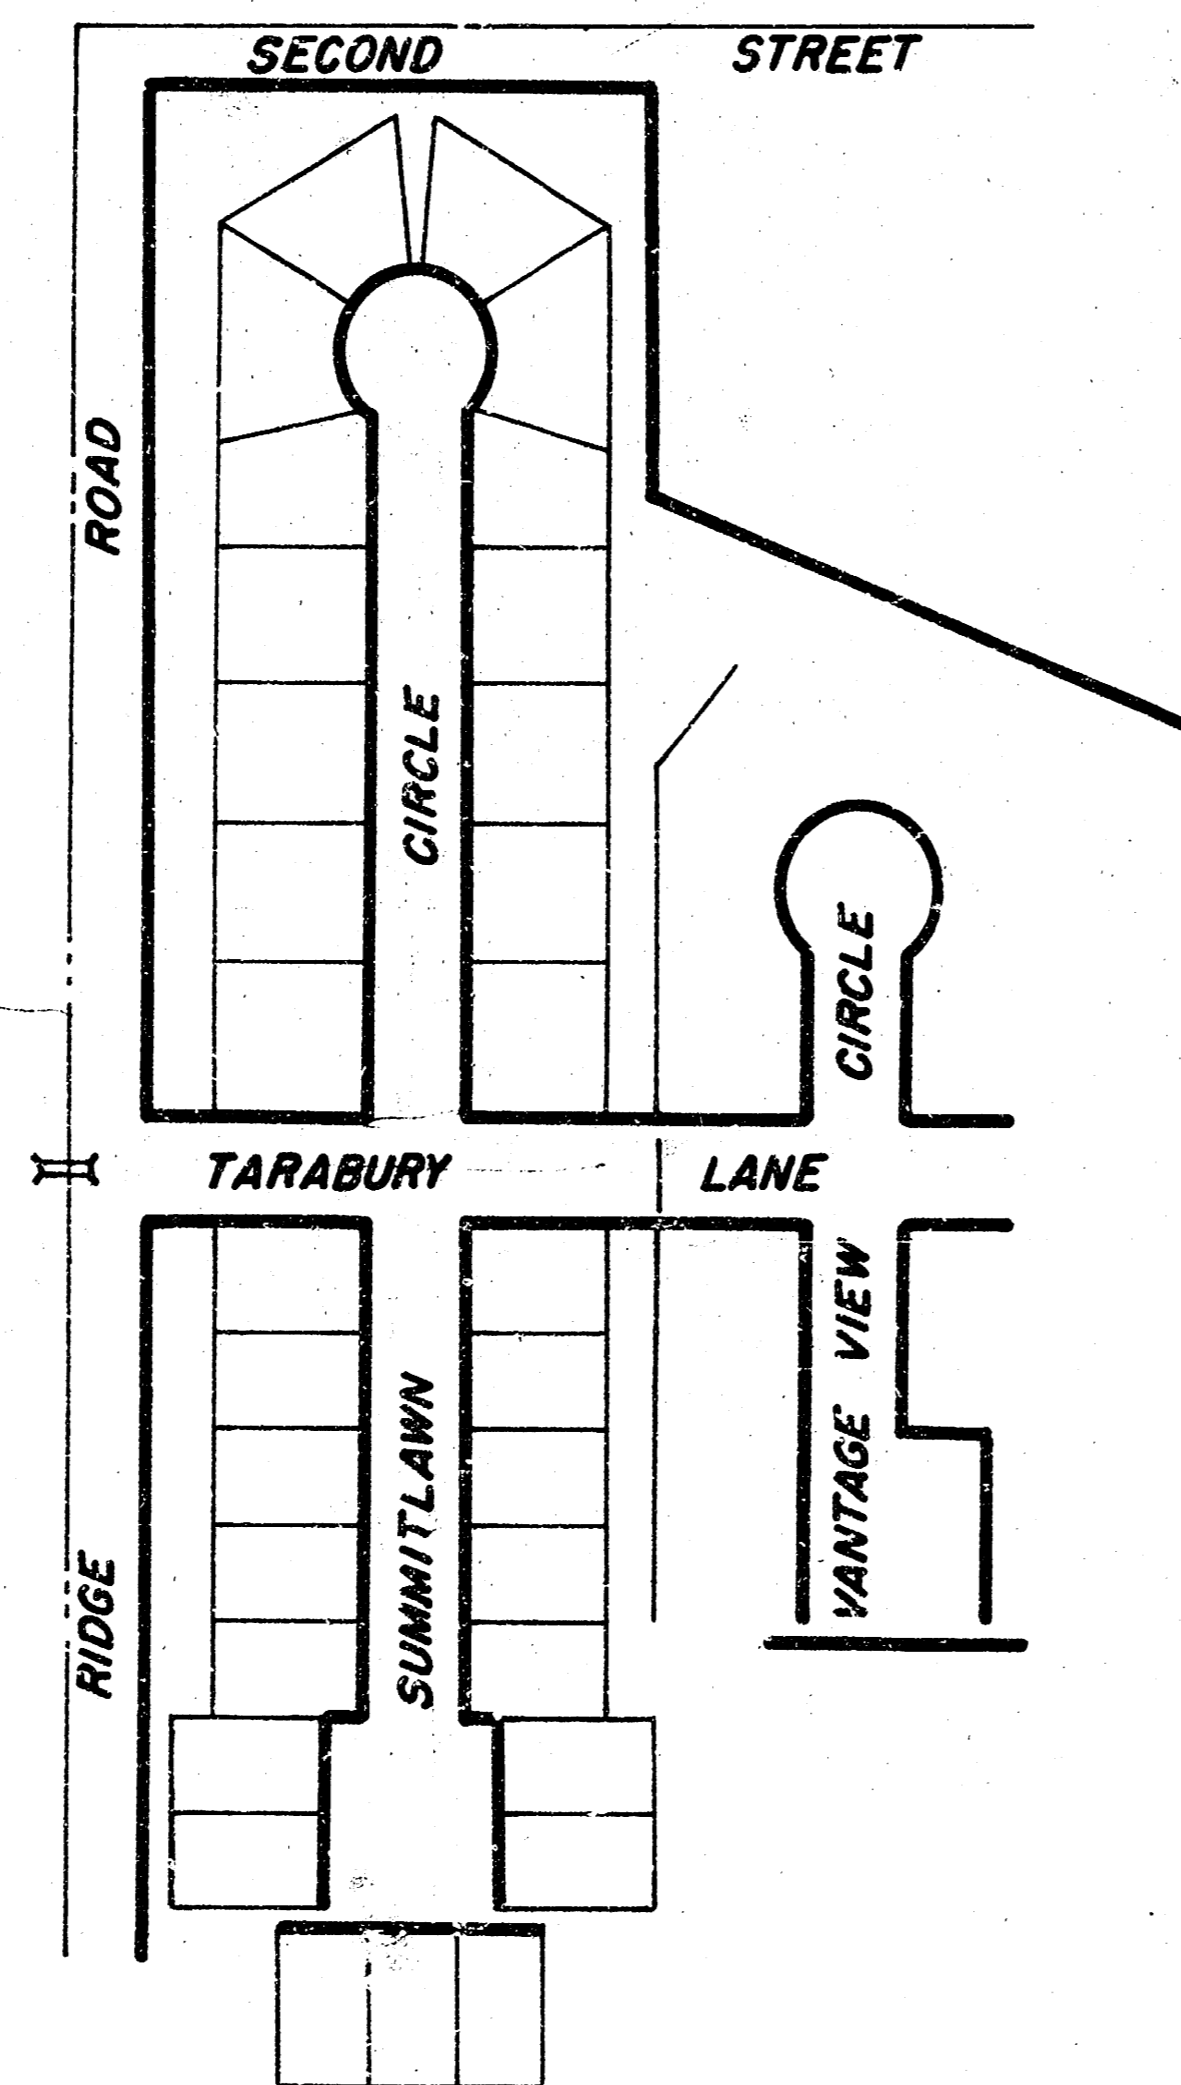 SECOND STREET
ROAD
CIRCLE
CIRCLE
TARABURY LANE
VANTAGE VIEW
SUMMITLAWN
RIDGE